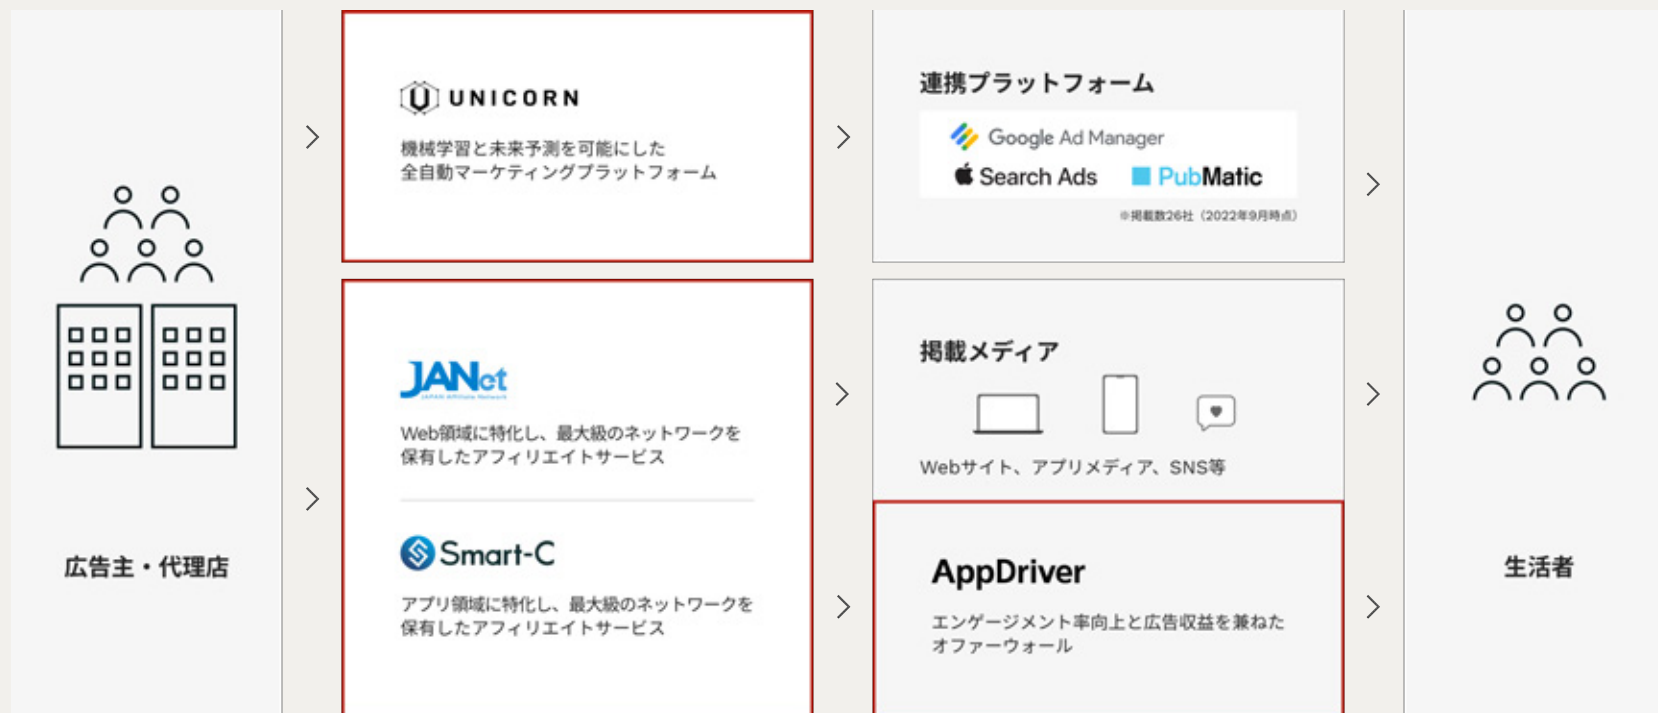 広告主・代理店
UNICORN
機械学習と未来予測を可能にした
全自動マーケティングプラットフォーム
JANet
JAPAN Affiliate Network
Web領域に特化し、最大級のネットワークを
保有したアフィリエイトサービス
Smart-C
アプリ領域に特化し、最大級のネットワークを
保有したアフィリエイトサービス
連携プラットフォーム
Google Ad Manager
Search Ads
PubMatic
※掲載数26社（2022年9月時点）
掲載メディア
Webサイト、アプリメディア、SNS等
AppDriver
エンゲージメント率向上と広告収益を兼ねた
オファーウォール
生活者